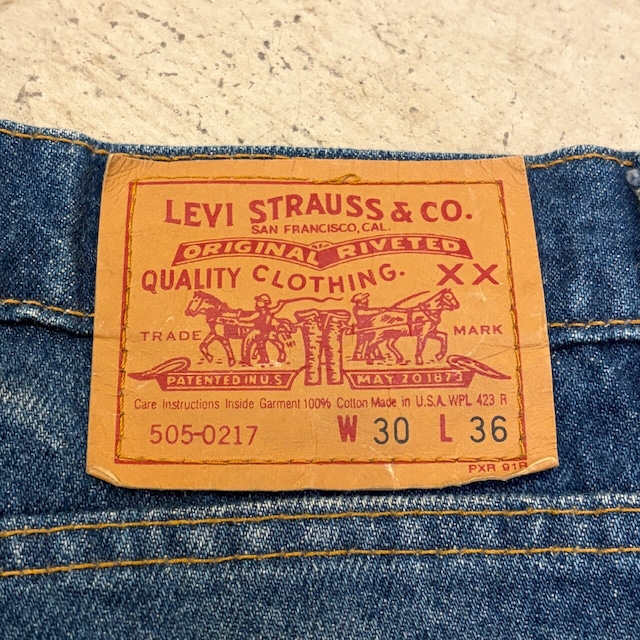 LEVI STRAUSS & CO.
SAN FRANCISCO, CAL.
ORIGINAL RIVETED
QUALITY CLOTHING. XX
TRADE MARK
PATENTED IN U.S. MAY 20 1873
Care Instructions Inside Garment 100% Cotton Made in U.S.A. WPL 423 R
505-0217 W 30 L 36
PXR 91R